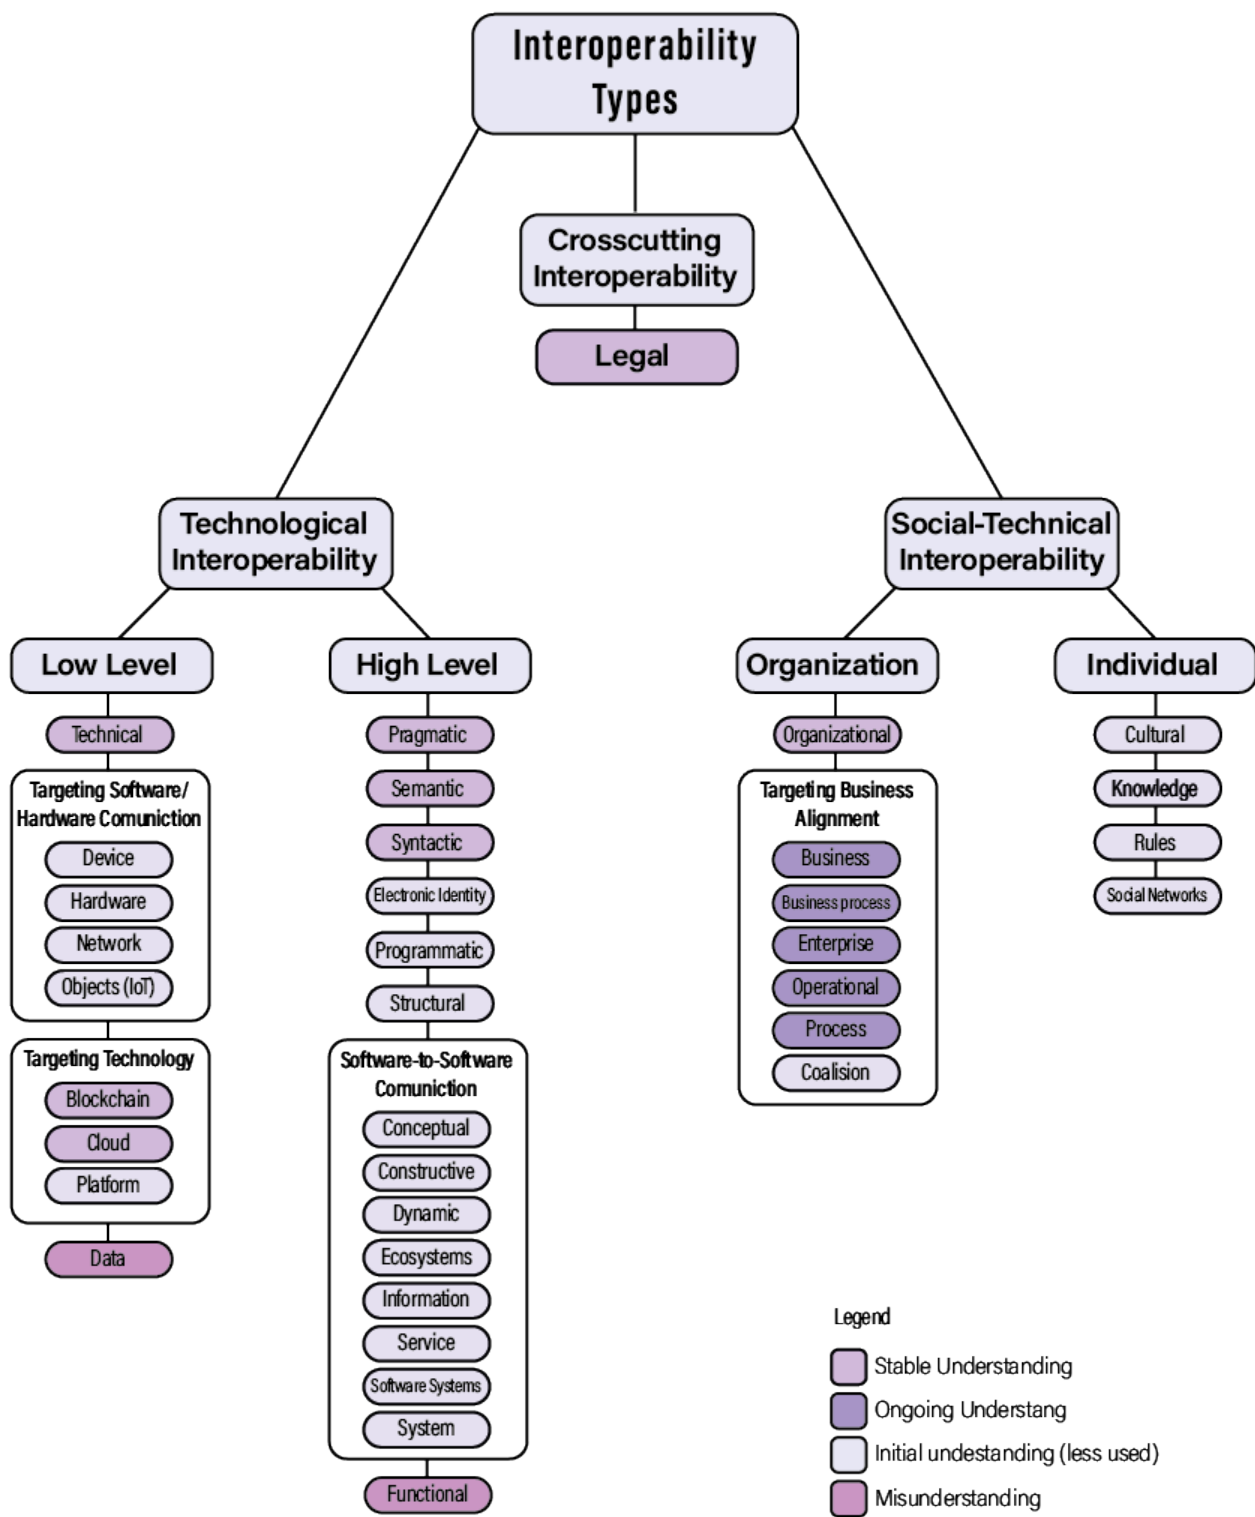 Interoperability
Types
Crosscutting
Interoperability
Legal
Technological
Interoperability
Social-Technical
Interoperability
Low Level
Technical
Targeting Software/
Hardware Comuniction
Device
Hardware
Network
Objects (IoT)
Targeting Technology
Blockchain
Cloud
Platform
Data
High Level
Pragmatic
Semantic
Syntactic
Electronic Identity
Programmatic
Structural
Software-to-Software
Comuniction
Conceptual
Constructive
Dynamic
Ecosystems
Information
Service
Software Systems
System
Functional
Organization
Organizational
Targeting Business
Alignment
Business
Business process
Enterprise
Operational
Process
Coalision
Individual
Cultural
Knowledge
Rules
Social Networks
Legend
Stable Understanding
Ongoing Understang
Initial undestanding (less used)
Misunderstanding